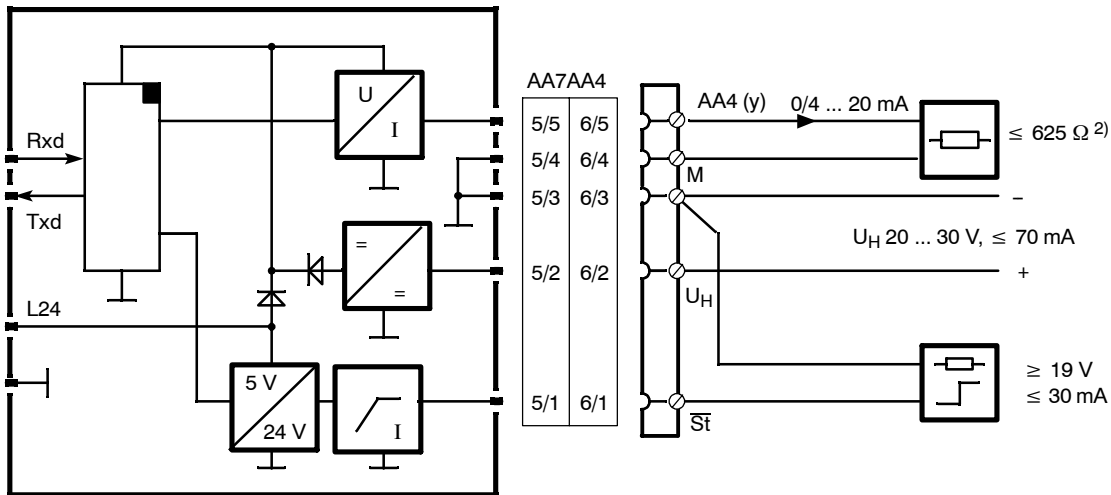 AA7AA4
U
I
AA4 (y) 0/4 ... 20 mA
5/5 6/5
≤ 625 Ω 2)
Rxd
5/4 6/4
M
5/3 6/3
–
Txd
=
=
U_H 20 ... 30 V, ≤ 70 mA
5/2 6/2
+
U_H
L24
5 V
24 V
I
5/1 6/1
S̅t̅
≥ 19 V
≤ 30 mA